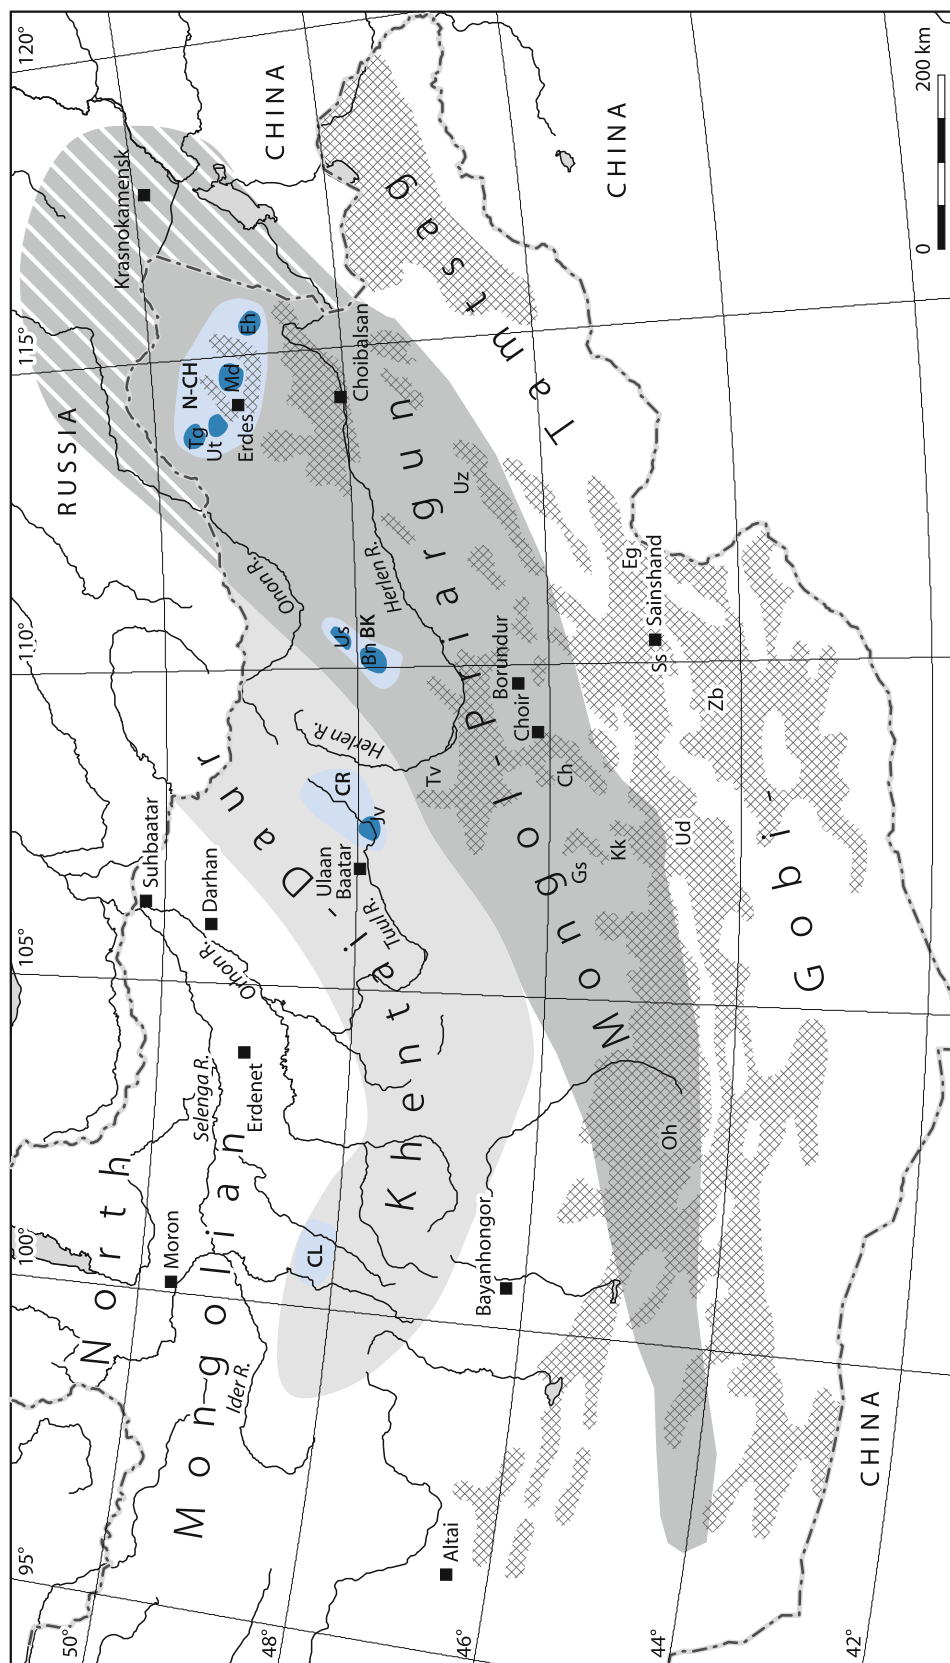 95°
100°
105°
110°
115°
120°
50°
48°
46°
44°
42°
RUSSIA
CHINA
CHINA
CHINA
North
Mongolian
Khentai-Daur
Mongol-Priargun
Gobi-Tamtsag
Moron
Selenga R.
Ider R.
Erdenet
Orhon R.
Darhan
Suhbaatar
Ulaan
Baatar
Tuul R.
Herlen R.
Onon R.
Herlen R.
Krasnokamensk
Erdes
Choibalsan
Altai
Bayanhongor
Borundur
Choir
Sainshand
CL
CR
Jv
Us
Bn
BK
N-CH
Tg
Ut
Md
Eh
Tv
Ch
Gs
Kk
Ud
Oh
Zb
Ss
Eg
Uz
0
200 km